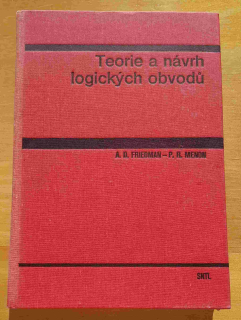 Teorie a návrh
logických obvodů
A. D. FRIEDMAN – P. R. MENON
SNTL